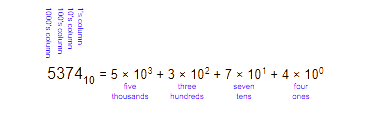 1's column
10's column
100's column
1000's column
5374₁₀ = 5 × 10³ + 3 × 10² + 7 × 10¹ + 4 × 10⁰
five three seven four
thousands hundreds tens ones